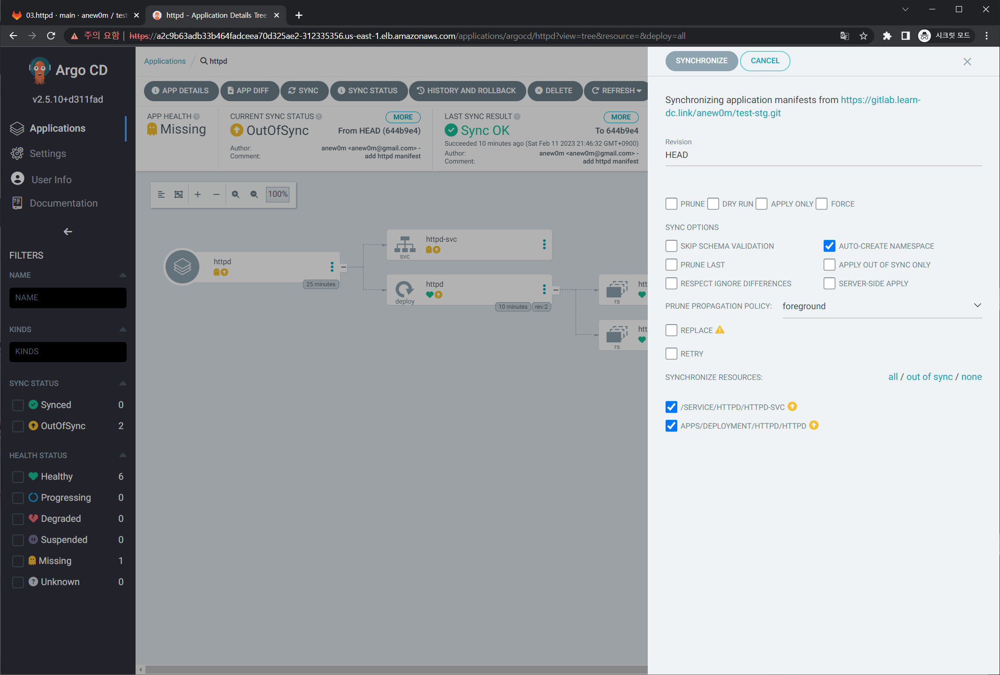 03.httpd · main · anew0m / test
httpd - Application Details Tree
주의 요함 | https://a2c9b63adb33b464fadceea70d325ae2-312335356.us-east-1.elb.amazonaws.com/applications/argocd/httpd?view=tree&resource=&deploy=all
시크릿 모드
Argo CD
v2.5.10+d311fad
Applications
Settings
User Info
Documentation
FILTERS
NAME
NAME
KINDS
KINDS
SYNC STATUS
Synced 0
OutOfSync 2
HEALTH STATUS
Healthy 6
Progressing 0
Degraded 0
Suspended 0
Missing 1
Unknown 0
Applications / httpd
APP DETAILS APP DIFF SYNC SYNC STATUS HISTORY AND ROLLBACK DELETE REFRESH
APP HEALTH
Missing
CURRENT SYNC STATUS MORE
OutOfSync From HEAD (644b9e4)
Author: anew0m <anew0m@gmail.com> -
Comment: add httpd manifest
LAST SYNC RESULT MORE
Sync OK To 644b9e4
Succeeded 10 minutes ago (Sat Feb 11 2023 21:46:32 GMT+0900)
Author: anew0m <anew0m@gmail.com> -
Comment: add httpd manifest
100%
httpd
25 minutes
httpd-svc
svc
httpd
deploy
10 minutes rev:2
htt
rs
htt
rs
SYNCHRONIZE CANCEL
Synchronizing application manifests from https://gitlab.learn-
dc.link/anew0m/test-stg.git
Revision
HEAD
PRUNE DRY RUN APPLY ONLY FORCE
SYNC OPTIONS
SKIP SCHEMA VALIDATION AUTO-CREATE NAMESPACE
PRUNE LAST APPLY OUT OF SYNC ONLY
RESPECT IGNORE DIFFERENCES SERVER-SIDE APPLY
PRUNE PROPAGATION POLICY: foreground
REPLACE
RETRY
SYNCHRONIZE RESOURCES: all / out of sync / none
/SERVICE/HTTPD/HTTPD-SVC
APPS/DEPLOYMENT/HTTPD/HTTPD